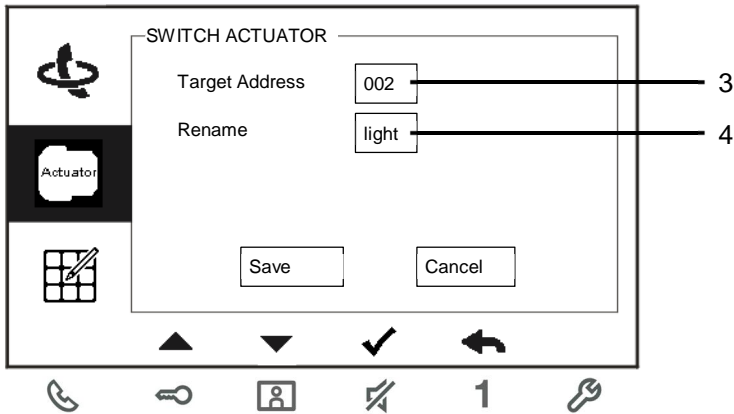 SWITCH ACTUATOR
Target Address 002 3
Rename light 4
Actuator
Save Cancel
1